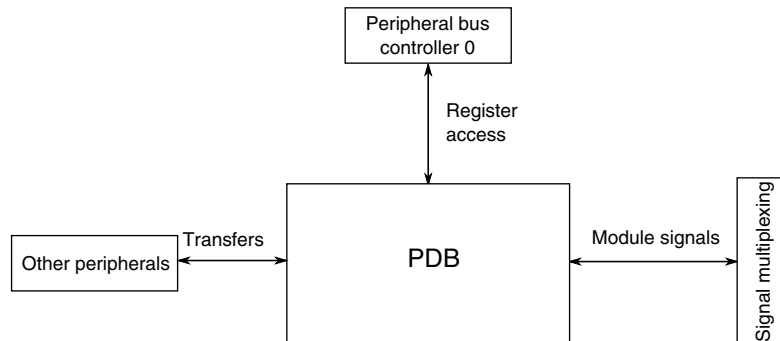 Peripheral bus
controller 0
Register
access
Transfers
Other peripherals
PDB
Module signals
Signal multiplexing